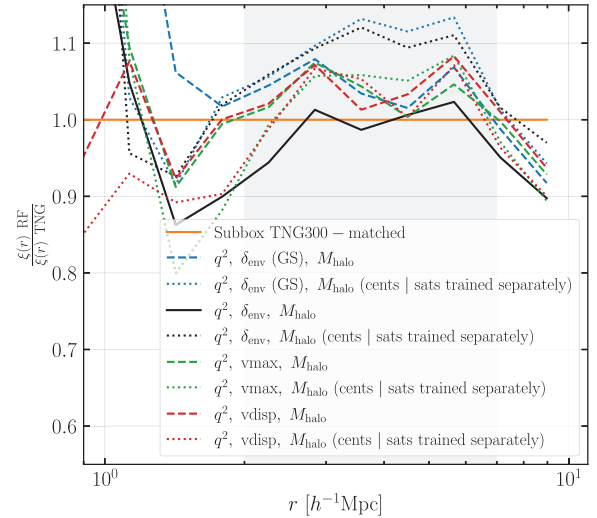 1.1
1.0
0.9
0.8
0.7
0.6
ξ(r) RF
ξ(r) TNG
Subbox TNG300 − matched
q², δenv (GS), Mhalo
q², δenv (GS), Mhalo (cents | sats trained separately)
q², δenv, Mhalo
q², δenv, Mhalo (cents | sats trained separately)
q², vmax, Mhalo
q², vmax, Mhalo (cents | sats trained separately)
q², vdisp, Mhalo
q², vdisp, Mhalo (cents | sats trained separately)
10⁰
10¹
r [h⁻¹Mpc]